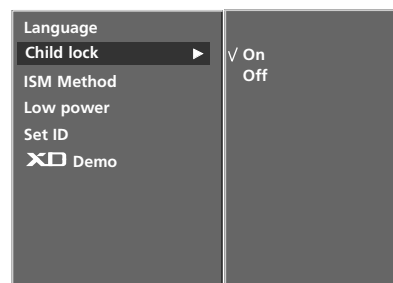 Language
Child lock ►
ISM Method
Low power
Set ID
XD Demo
√ On
Off